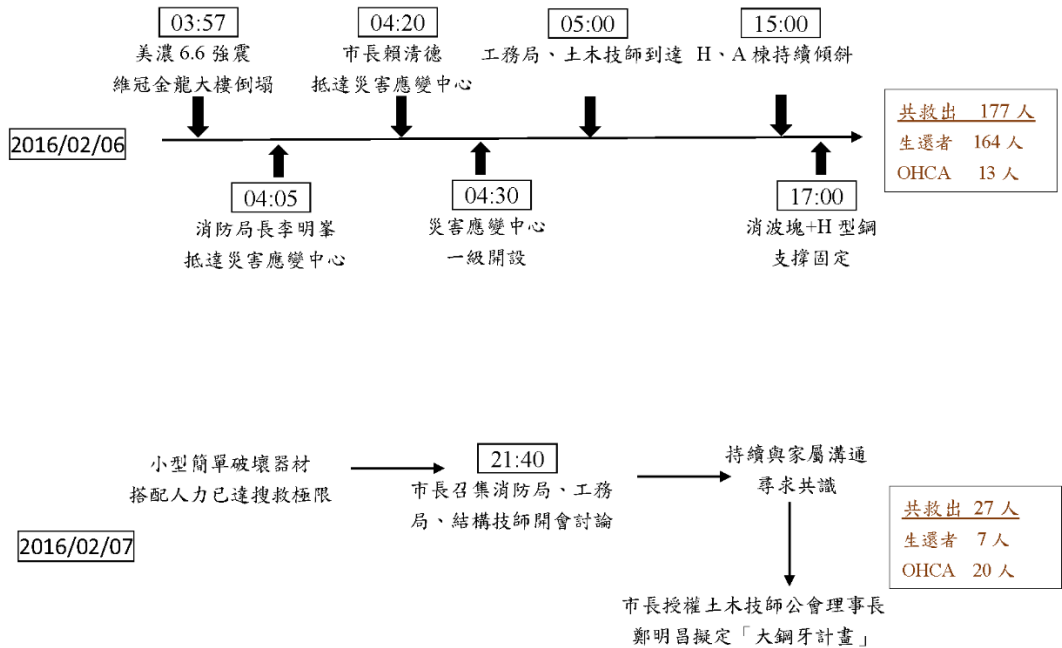 03:57
美濃 6.6 強震
維冠金龍大樓倒塌
04:20
市長賴清德
抵達災害應變中心
05:00
工務局、土木技師到達
15:00
H、A 棟持續傾斜
2016/02/06
04:05
消防局長李明峯
抵達災害應變中心
04:30
災害應變中心
一級開設
17:00
消波塊+H 型鋼
支撐固定
共救出 177 人
生還者 164 人
OHCA 13 人
2016/02/07
小型簡單破壞器材
搭配人力已達搜救極限
21:40
市長召集消防局、工務
局、結構技師開會討論
持續與家屬溝通
尋求共識
市長授權土木技師公會理事長
鄭明昌擬定「大鋼牙計畫」
共救出 27 人
生還者 7 人
OHCA 20 人